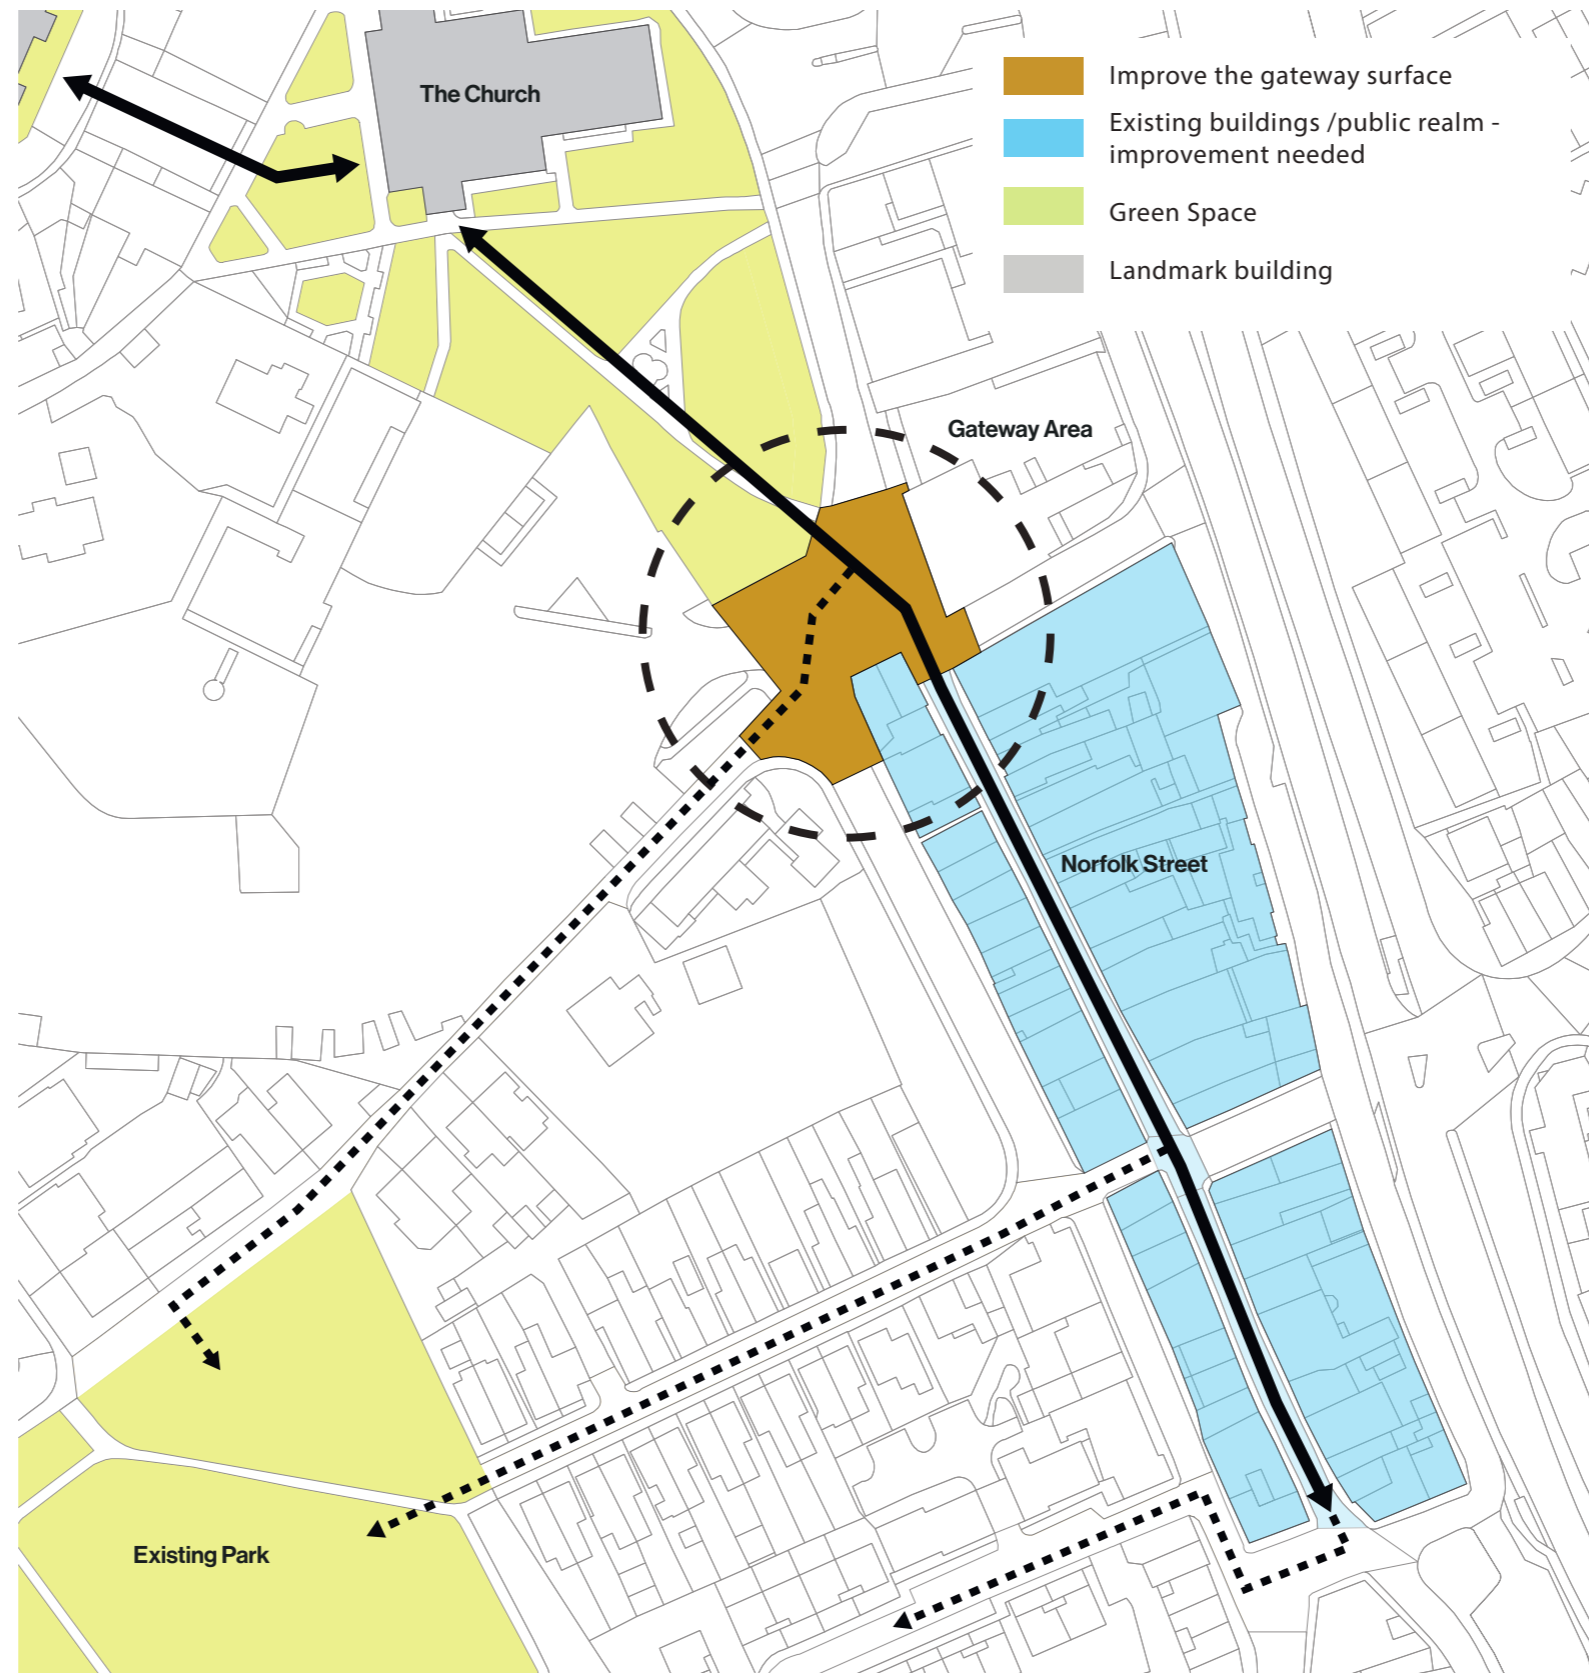 The Church
Improve the gateway surface
Existing buildings /public realm -
improvement needed
Green Space
Landmark building
Gateway Area
Norfolk Street
Existing Park